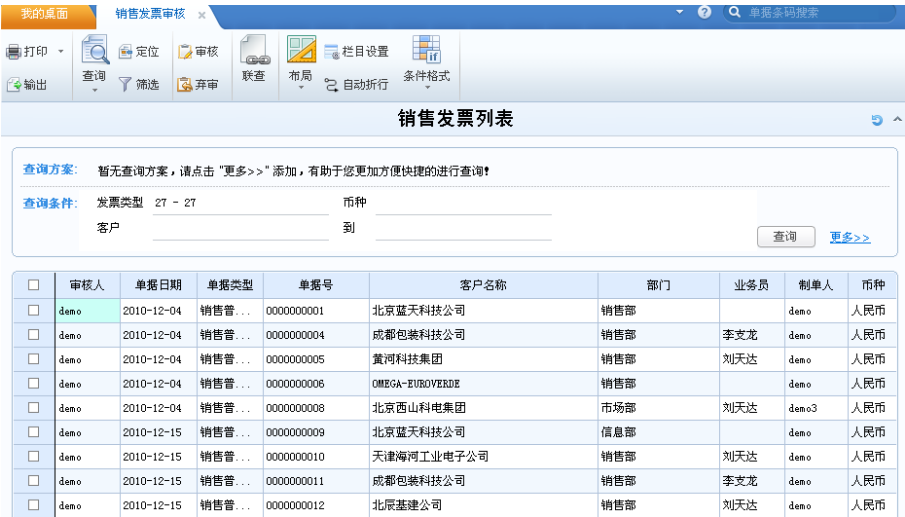 我的桌面 销售发票审核 × ? 单据条码搜索
打印 查询 定位 审核 联查 布局 栏目设置 条件格式
输出 筛选 弃审 自动折行
销售发票列表
查询方案: 暂无查询方案，请点击 "更多>>" 添加，有助于您更加方便快捷的进行查询!
查询条件: 发票类型 27 - 27 币种
客户 到
查询 更多>>
审核人 单据日期 单据类型 单据号 客户名称 部门 业务员 制单人 币种
demo 2010-12-04 销售普... 0000000001 北京蓝天科技公司 销售部 demo 人民币
demo 2010-12-04 销售普... 0000000004 成都包装科技公司 销售部 李支龙 demo 人民币
demo 2010-12-04 销售普... 0000000005 黄河科技集团 销售部 刘天达 demo 人民币
demo 2010-12-04 销售普... 0000000006 OMEGA-EUROVERDE 销售部 demo 人民币
demo 2010-12-04 销售普... 0000000008 北京西山科电集团 市场部 刘天达 demo3 人民币
demo 2010-12-15 销售普... 0000000009 北京蓝天科技公司 信息部 demo 人民币
demo 2010-12-15 销售普... 0000000010 天津海河工业电子公司 销售部 刘天达 demo 人民币
demo 2010-12-15 销售普... 0000000011 成都包装科技公司 销售部 李支龙 demo 人民币
demo 2010-12-15 销售普... 0000000012 北辰基建公司 销售部 刘天达 demo 人民币